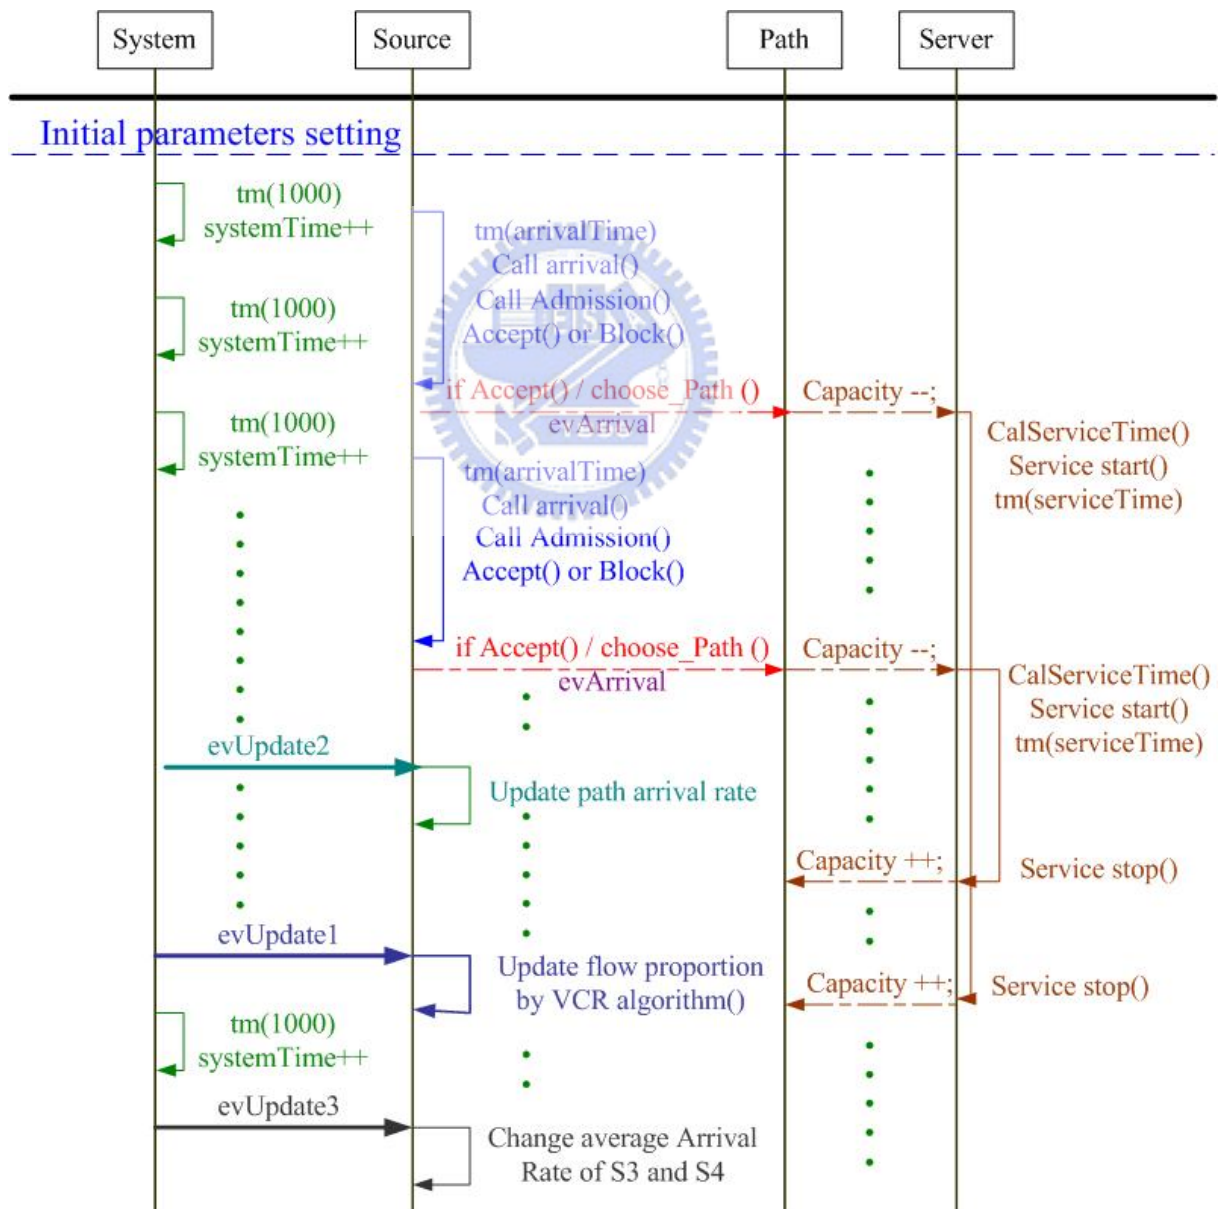 System
Source
Path
Server
Initial parameters setting
tm(1000)
systemTime++
tm(arrivalTime)
Call arrival()
Call Admission()
Accept() or Block()
tm(1000)
systemTime++
if Accept() / choose_Path ()
evArrival
Capacity --;
CalServiceTime()
Service start()
tm(serviceTime)
tm(1000)
systemTime++
tm(arrivalTime)
Call arrival()
Call Admission()
Accept() or Block()
if Accept() / choose_Path ()
evArrival
Capacity --;
CalServiceTime()
Service start()
tm(serviceTime)
evUpdate2
Update path arrival rate
Capacity ++;
Service stop()
evUpdate1
Update flow proportion
by VCR algorithm()
Capacity ++;
Service stop()
tm(1000)
systemTime++
evUpdate3
Change average Arrival
Rate of S3 and S4